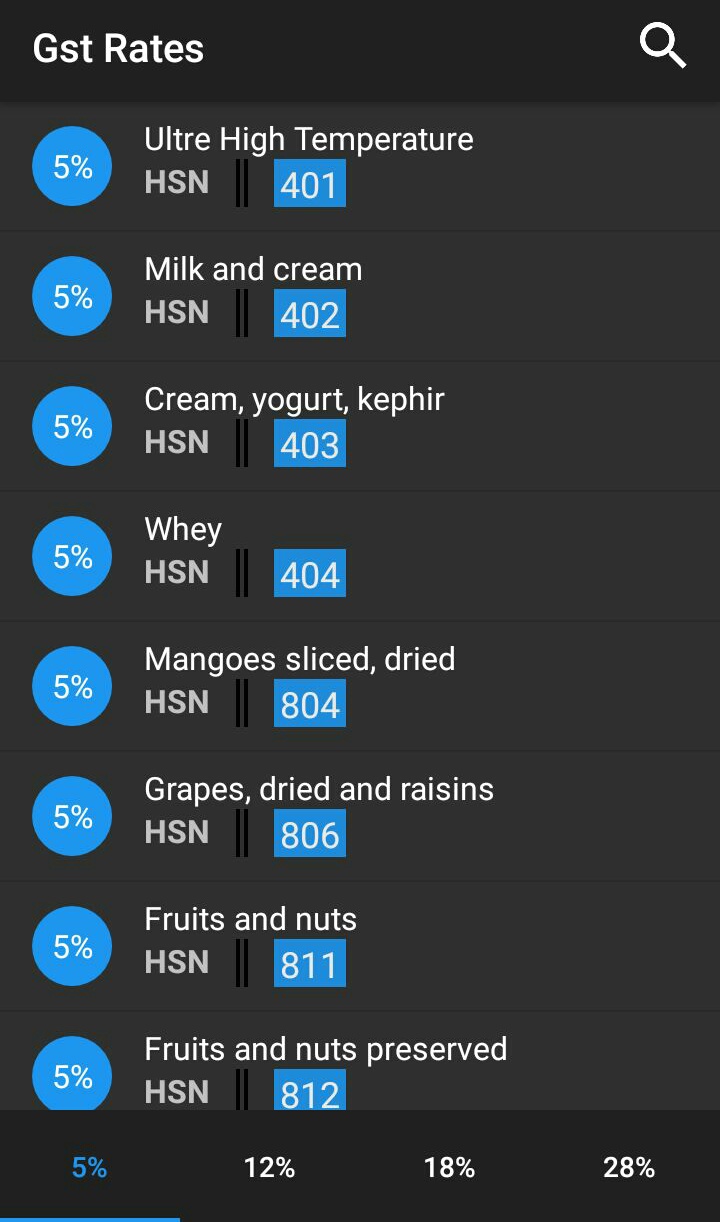 Gst Rates
5%
Ultre High Temperature
HSN || 401
5%
Milk and cream
HSN || 402
5%
Cream, yogurt, kephir
HSN || 403
5%
Whey
HSN || 404
5%
Mangoes sliced, dried
HSN || 804
5%
Grapes, dried and raisins
HSN || 806
5%
Fruits and nuts
HSN || 811
5%
Fruits and nuts preserved
HSN || 812
5% 12% 18% 28%